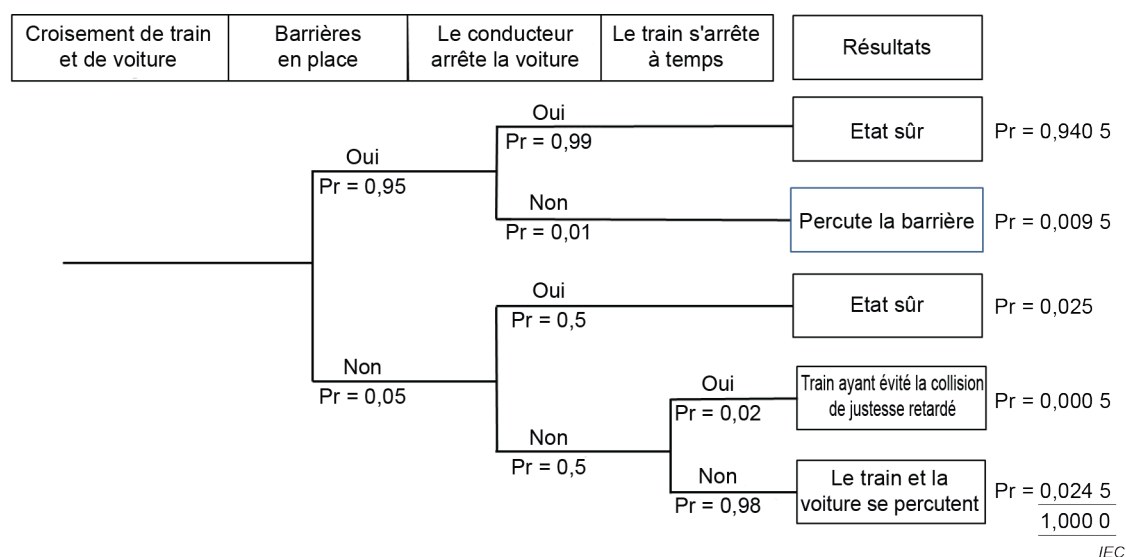 Croisement de train
et de voiture
Barrières
en place
Le conducteur
arrête la voiture
Le train s'arrête
à temps
Résultats
Oui
Pr = 0,99
Etat sûr
Pr = 0,940 5
Oui
Pr = 0,95
Non
Pr = 0,01
Percute la barrière
Pr = 0,009 5
Oui
Pr = 0,5
Etat sûr
Pr = 0,025
Non
Pr = 0,05
Oui
Pr = 0,02
Train ayant évité la collision
de justesse retardé
Pr = 0,000 5
Non
Pr = 0,5
Non
Pr = 0,98
Le train et la
voiture se percutent
Pr = 0,024 5
1,000 0
IEC